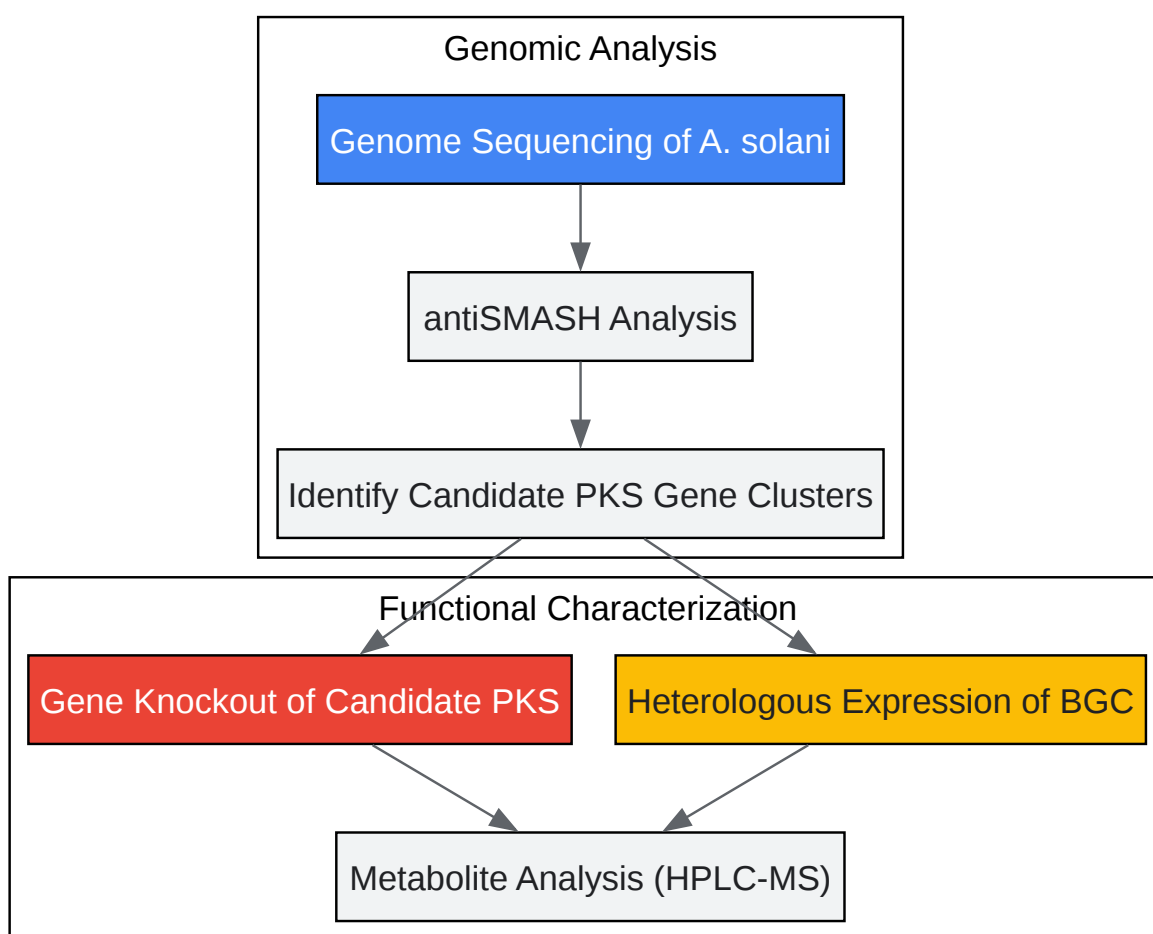 Genomic Analysis
Genome Sequencing of A. solani
antiSMASH Analysis
Identify Candidate PKS Gene Clusters
Functional Characterization
Gene Knockout of Candidate PKS
Heterologous Expression of BGC
Metabolite Analysis (HPLC-MS)